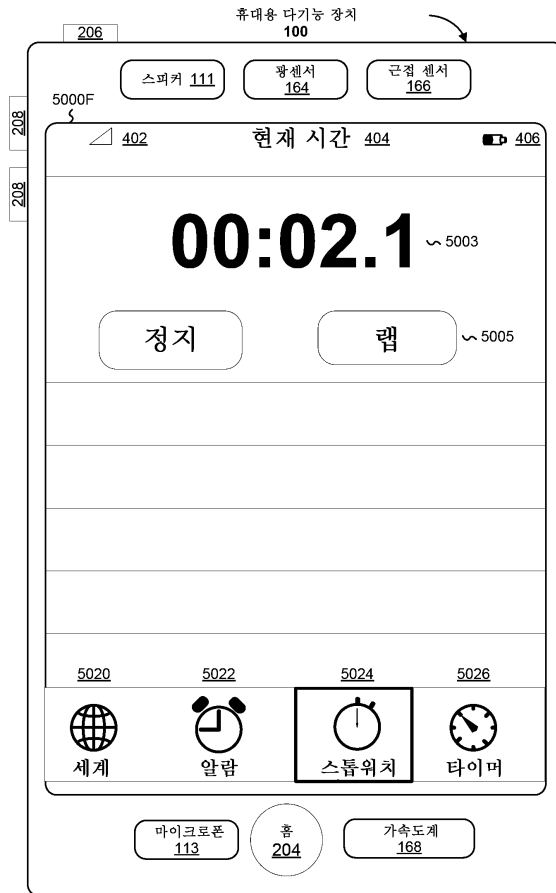 휴대용 다기능 장치
100
206
스피커 111
광센서
164
근접 센서
166
5000F
208
208
402
현재 시간 404
406
00:02.1
5003
정지
랩
5005
5020
5022
5024
5026
세계
알람
스톱워치
타이머
마이크로폰
113
홈
204
가속도계
168